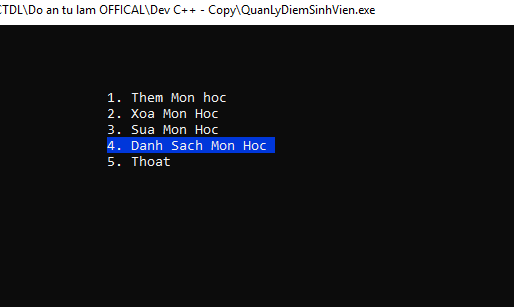 CTDL\Do an tu lam OFFICAL\Dev C++ - Copy\QuanLyDiemSinhVien.exe
1. Them Mon hoc
2. Xoa Mon Hoc
3. Sua Mon Hoc
4. Danh Sach Mon Hoc
5. Thoat